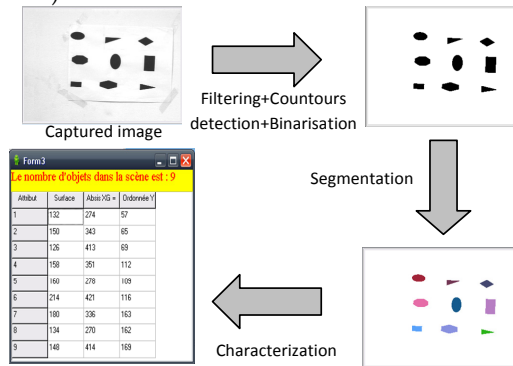 Captured image
Filtering+Countours
detection+Binarisation
Segmentation
Form3
Le nombre d'objets dans la scène est : 9
Attribut Surface Absis XG = Ordonnée Y
1 132 274 57
2 150 343 65
3 126 413 69
4 158 351 112
5 160 278 109
6 214 421 116
7 180 336 163
8 134 270 162
9 148 414 169
Characterization